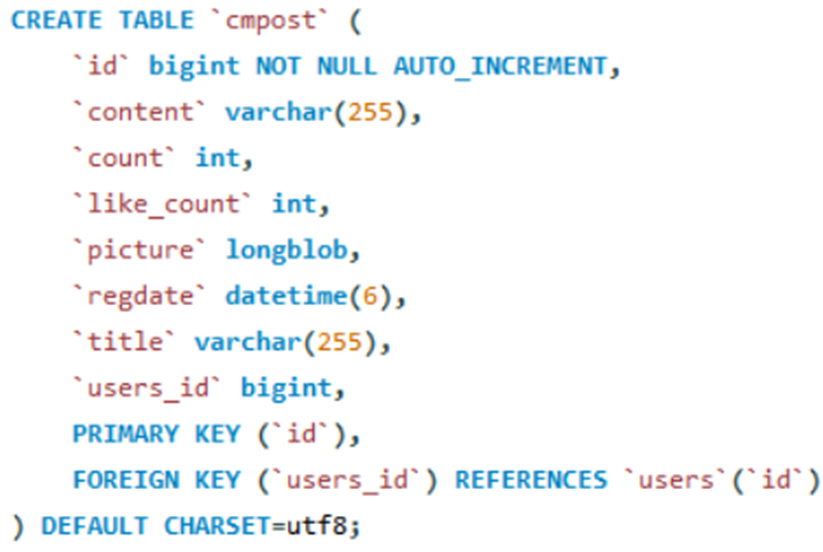 CREATE TABLE `cmpost` (
    `id` bigint NOT NULL AUTO_INCREMENT,
    `content` varchar(255),
    `count` int,
    `like_count` int,
    `picture` longblob,
    `regdate` datetime(6),
    `title` varchar(255),
    `users_id` bigint,
    PRIMARY KEY (`id`),
    FOREIGN KEY (`users_id`) REFERENCES `users`(`id`)
) DEFAULT CHARSET=utf8;